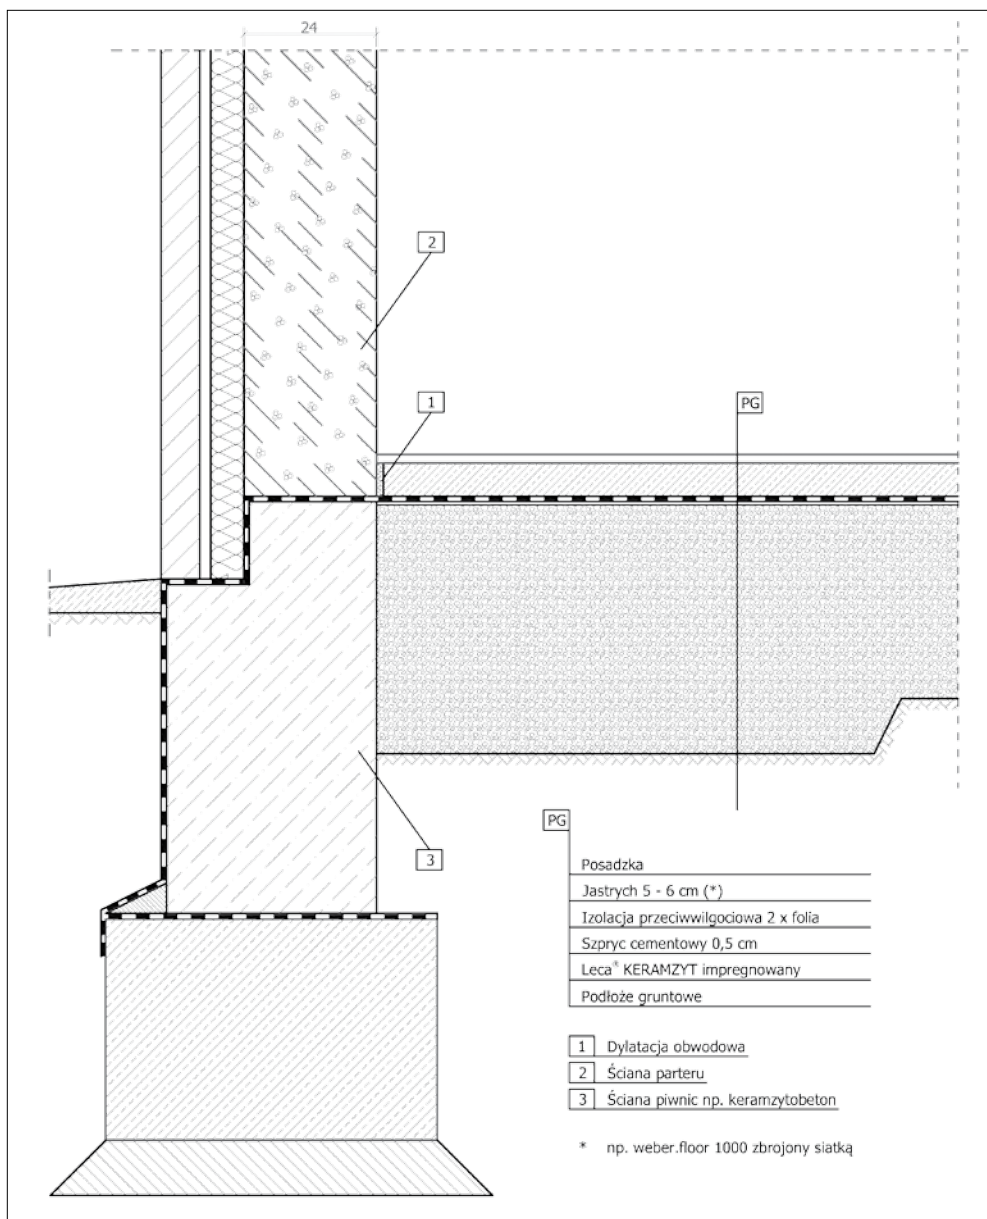 24
2
1
PG
3
PG
Posadzka
Jastrych 5 - 6 cm (*)
Izolacja przeciwwilgociowa 2 x folia
Szpryc cementowy 0,5 cm
Leca® KERAMZYT impregnowany
Podłoże gruntowe
1 Dylatacja obwodowa
2 Ściana parteru
3 Ściana piwnic np. keramzytobeton
* np. weber.floor 1000 zbrojony siatką